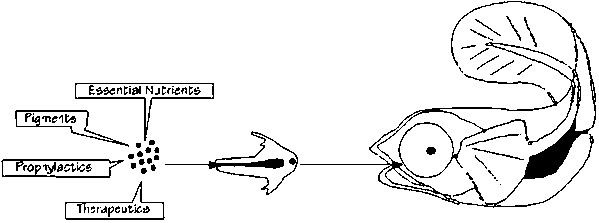 Essential Nutrients
Pigments
Prophylactics
Therapeutics